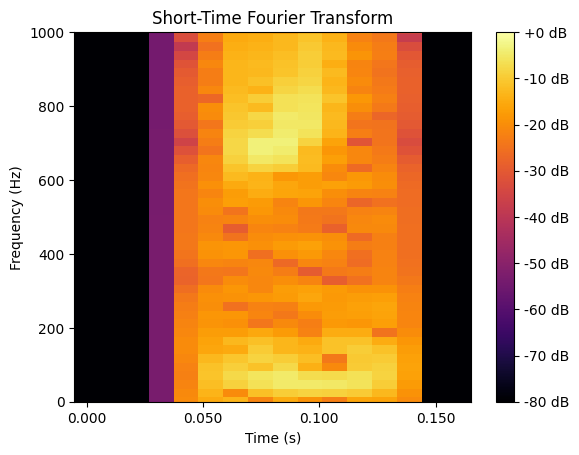 Short-Time Fourier Transform
1000
800
600
400
200
0
Frequency (Hz)
0.000
0.050
0.100
0.150
Time (s)
+0 dB
-10 dB
-20 dB
-30 dB
-40 dB
-50 dB
-60 dB
-70 dB
-80 dB